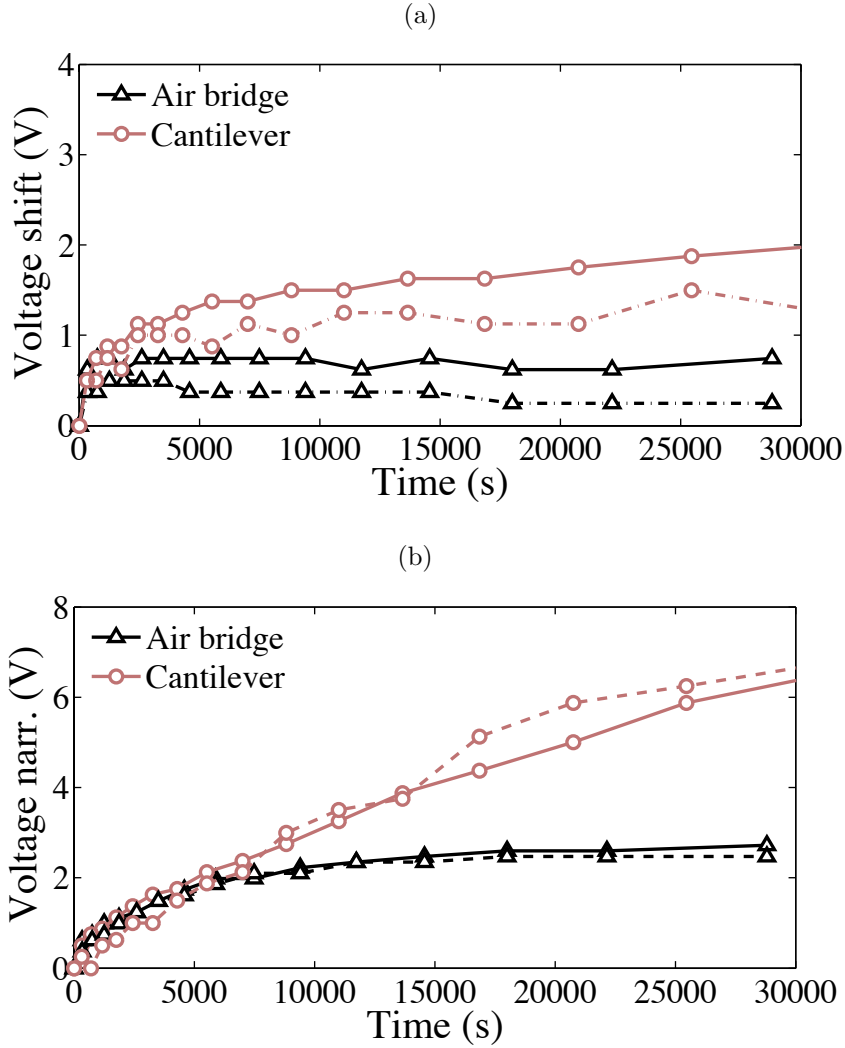 (a)
4
3
2
1
0
Voltage shift (V)
Air bridge
Cantilever
0 5000 10000 15000 20000 25000 30000
Time (s)
(b)
8
6
4
2
0
Voltage narr. (V)
Air bridge
Cantilever
0 5000 10000 15000 20000 25000 30000
Time (s)